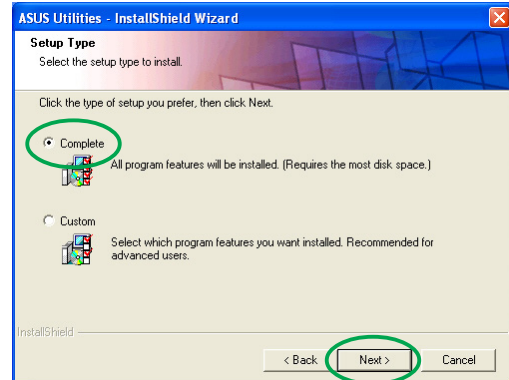 ASUS Utilities - InstallShield Wizard
Setup Type
Select the setup type to install.
Click the type of setup you prefer, then click Next.
Complete
All program features will be installed. (Requires the most disk space.)
Custom
Select which program features you want installed. Recommended for
advanced users.
InstallShield
< Back
Next >
Cancel